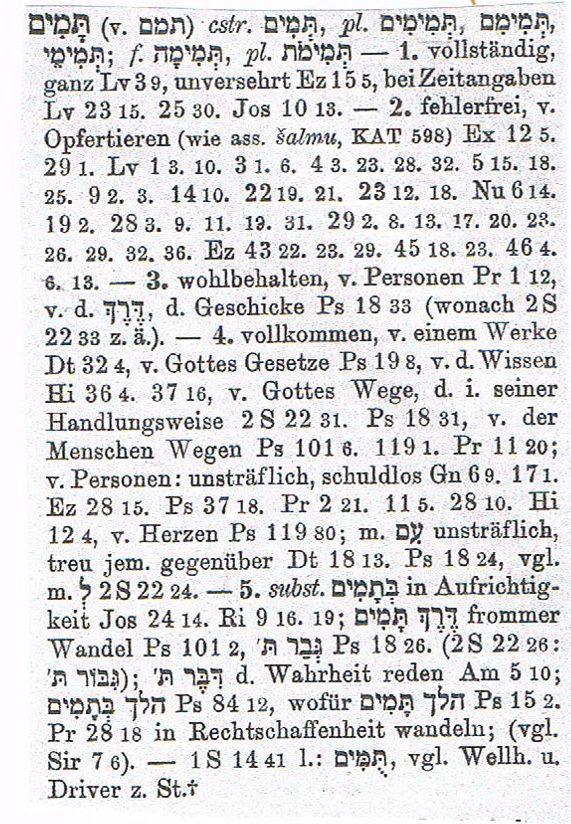 תָּמִים (v. תמם) cstr. תְּמִים, pl. תְּמִימִים, תְּמִימִם,
תְּמִימֵי; f. תְּמִימָה, pl. תְּמִימֹת — 1. vollständig,
ganz Lv 3 9, unversehrt Ez 15 5, bei Zeitangaben
Lv 23 15. 25 30. Jos 10 13. — 2. fehlerfrei, v.
Opfertieren (wie ass. šalmu, KAT 598) Ex 12 5.
29 1. Lv 1 3. 10. 3 1. 6. 4 3. 23. 28. 32. 5 15. 18.
25. 9 2. 3. 14 10. 22 19. 21. 23 12. 18. Nu 6 14.
19 2. 28 3. 9. 11. 19. 31. 29 2. 8. 13. 17. 20. 23.
26. 29. 32. 36. Ez 43 22. 23. 29. 45 18. 23. 46 4.
6. 13. — 3. wohlbehalten, v. Personen Pr 1 12,
v. d. דֶּרֶךְ, d. Geschicke Ps 18 33 (wonach 2 S
22 33 z. ä.). — 4. vollkommen, v. einem Werke
Dt 32 4, v. Gottes Gesetze Ps 19 8, v. d. Wissen
Hi 36 4. 37 16, v. Gottes Wege, d. i. seiner
Handlungsweise 2 S 22 31. Ps 18 31, v. der
Menschen Wegen Ps 101 6. 119 1. Pr 11 20;
v. Personen: unsträflich, schuldlos Gn 6 9. 17 1.
Ez 28 15. Ps 37 18. Pr 2 21. 11 5. 28 10. Hi
12 4, v. Herzen Ps 119 80; m. עִם unsträflich,
treu jem. gegenüber Dt 18 13. Ps 18 24, vgl.
m. לְ 2 S 22 24. — 5. subst. בְּתָמִים in Aufrichtig-
keit Jos 24 14. Ri 9 16. 19; דֶּרֶךְ תָּמִים frommer
Wandel Ps 101 2, גְּבַר תּ׳ Ps 18 26. (2 S 22 26:
גִּבּוֹר תּ׳); דִּבֶּר תּ׳ d. Wahrheit reden Am 5 10;
הלך בְּתָמִים Ps 84 12, wofür הלך תָּמִים Ps 15 2.
Pr 28 18 in Rechtschaffenheit wandeln; (vgl.
Sir 7 6). — 1 S 14 41 l.: תֻּמִּים, vgl. Wellh. u.
Driver z. St.†